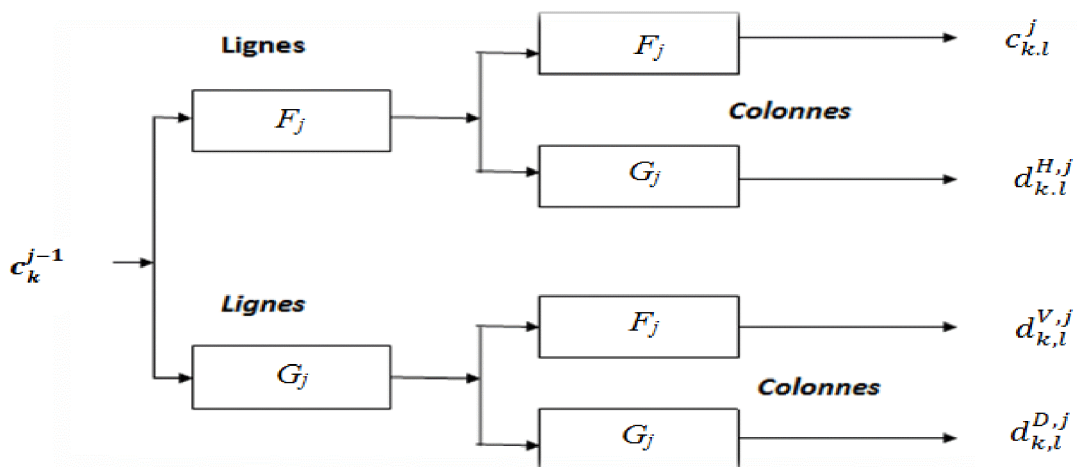 Lignes
F_j
c_{k.l}^{j}
F_j
Colonnes
G_j
d_{k.l}^{H,j}
c_k^{j-1}
Lignes
F_j
d_{k,l}^{V,j}
G_j
Colonnes
G_j
d_{k,l}^{D,j}